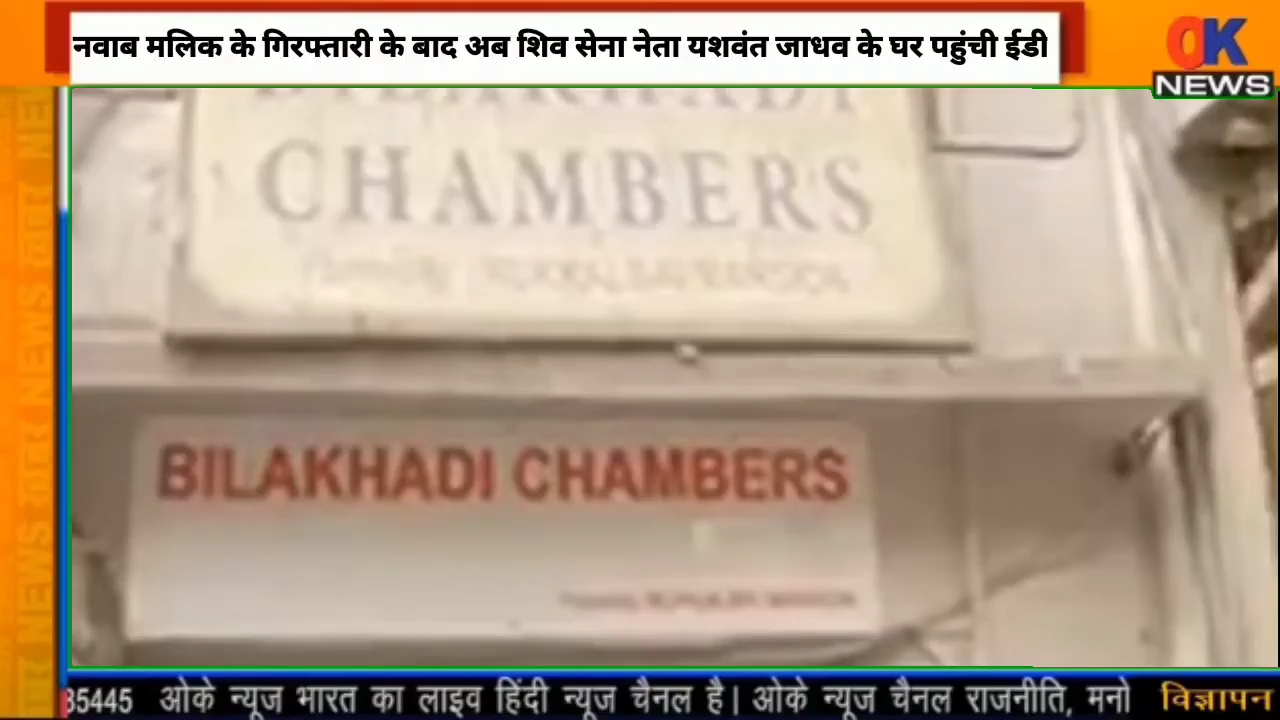 नवाब मलिक के गिरफ्तारी के बाद अब शिव सेना नेता यशवंत जाधव के घर पहुंची ईडी
OK
NEWS
CHAMBERS
BILAKHADI CHAMBERS
35445 ओके न्यूज भारत का लाइव हिंदी न्यूज चैनल है| ओके न्यूज चैनल राजनीति, मनो
विज्ञापन